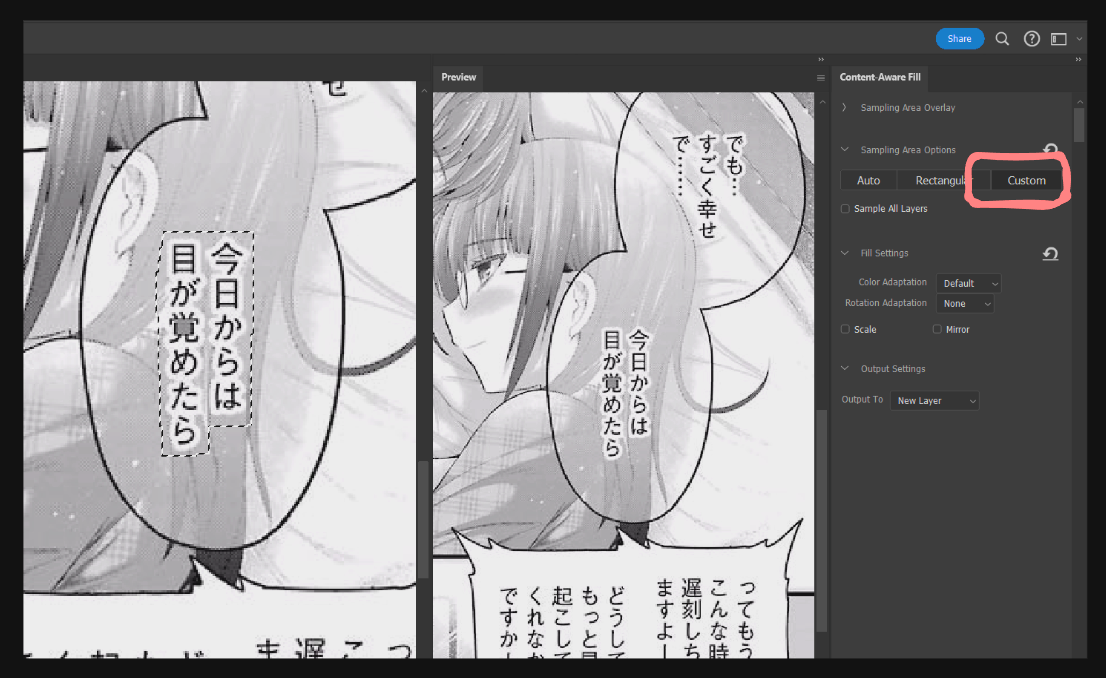 Share
Preview
Content-Aware Fill
Sampling Area Overlay
Sampling Area Options
Auto
Rectangular
Custom
Sample All Layers
Fill Settings
Color Adaptation
Default
Rotation Adaptation
None
Scale
Mirror
Output Settings
Output To
New Layer
せ
今日からは
目が覚めたら
でも…
すごく幸せ
で……
今日からは
目が覚めたら
ってもう
こんな時
遅刻しち
ますよ
どうして
もっと
起こして
くれな
ですか